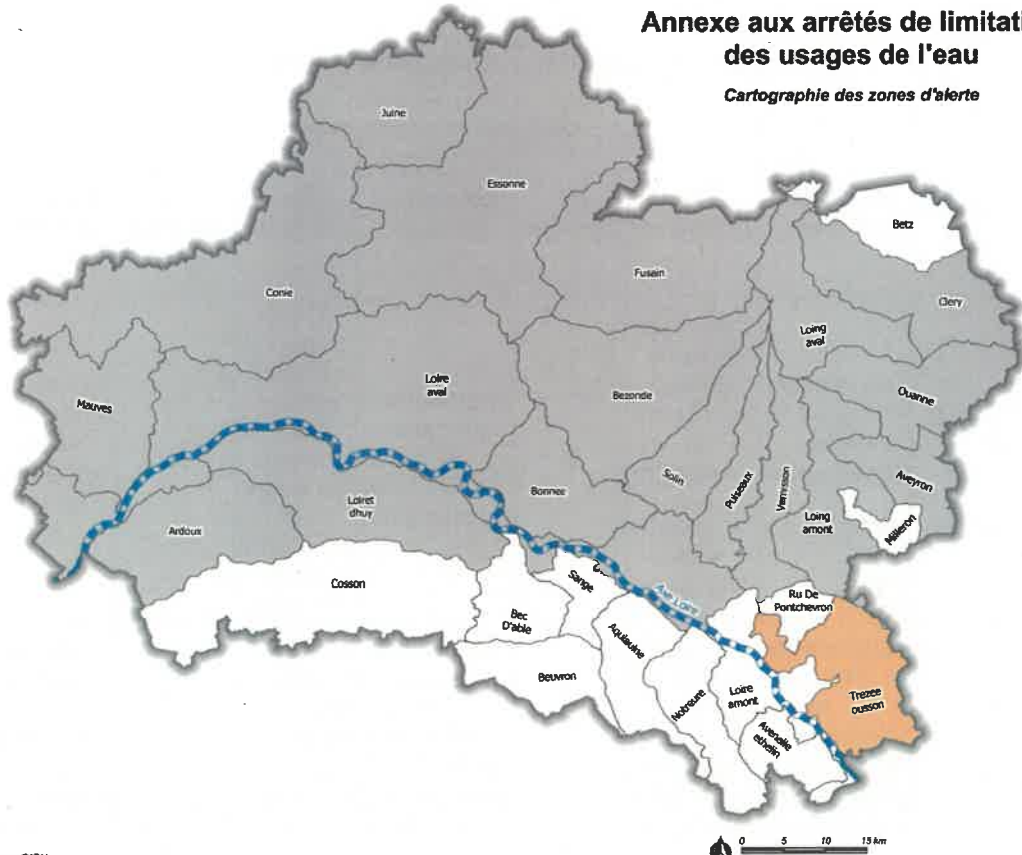 Annexe aux arrêtés de limitati
des usages de l'eau
Cartographie des zones d'alerte
Juine
Essonne
Betz
Fusain
Conie
Clery
Loing
aval
Loire
aval
Mauves
Bezonde
Ouanne
Solin
Puiseaux
Vernisson
Aveyron
Bonnee
Loiret
dhuy
Ardoux
Loing
amont
Milleron
Cosson
Sange
Axe Loire
Ru De
Pontchevron
Bec
D'able
Aquiaulne
Beuvron
Notreure
Loire
amont
Trezee
ousson
Avenelle
ethelin
0 5 10 15 km